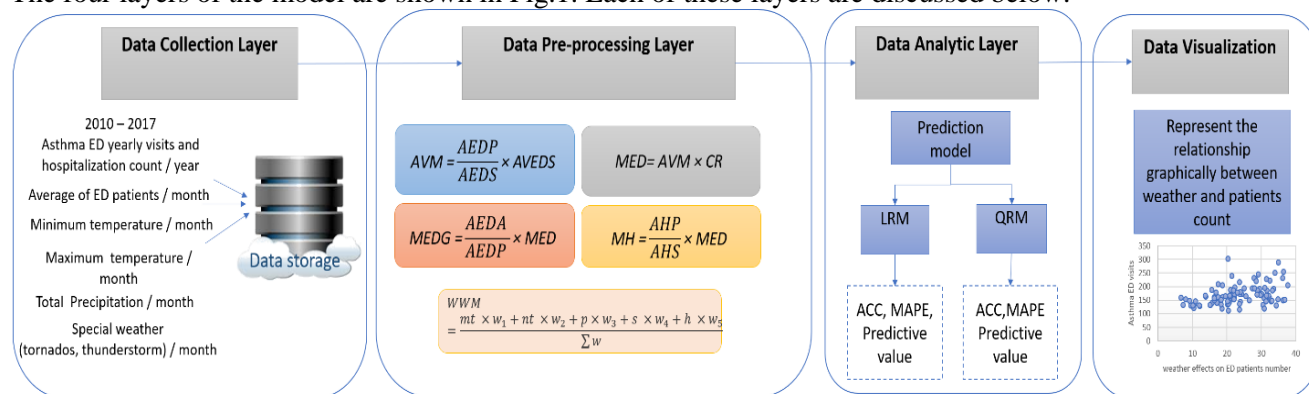 The four layers of the model are shown in Fig.1. Each of these layers are discussed below.
Data Collection Layer
2010 – 2017
Asthma ED yearly visits and
hospitalization count / year
Average of ED patients / month
Minimum temperature / month
Maximum temperature /
month
Total Precipitation / month
Special weather
(tornados, thunderstorm) / month
Data storage
Data Pre-processing Layer
AVM = AEDP / AEDS × AVEDS
MED= AVM × CR
MEDG = AEDA / AEDP × MED
MH = AHP / AHS × MED
WWM
= mt × w₁ + nt × w₂ + p × w₃ + s × w₄ + h × w₅ / ∑ w
Data Analytic Layer
Prediction
model
LRM
QRM
ACC, MAPE,
Predictive
value
ACC,MAPE
Predictive
value
Data Visualization
Represent the
relationship
graphically between
weather and patients
count
Asthma ED visits
350
300
250
200
150
100
50
0
0 10 20 30 40
weather effects on ED patients number